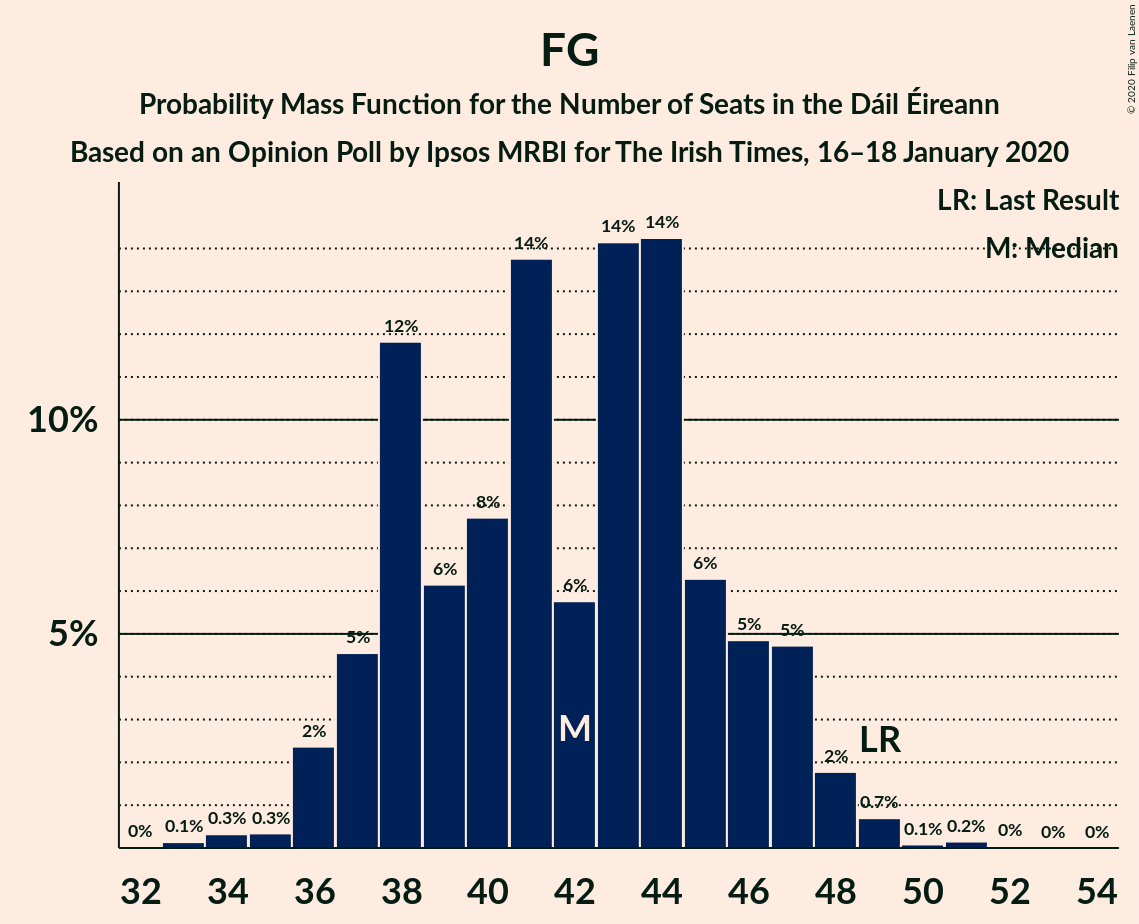 FG
Probability Mass Function for the Number of Seats in the Dáil Éireann
Based on an Opinion Poll by Ipsos MRBI for The Irish Times, 16–18 January 2020
© 2020 Filip van Laenen
LR: Last Result
M: Median
10%
5%
0% 0.1% 0.3% 0.3% 2% 5% 12% 6% 8% 14% 6% 14% 14% 6% 5% 5% 2% 0.7% 0.1% 0.2% 0% 0% 0%
M
LR
32 34 36 38 40 42 44 46 48 50 52 54